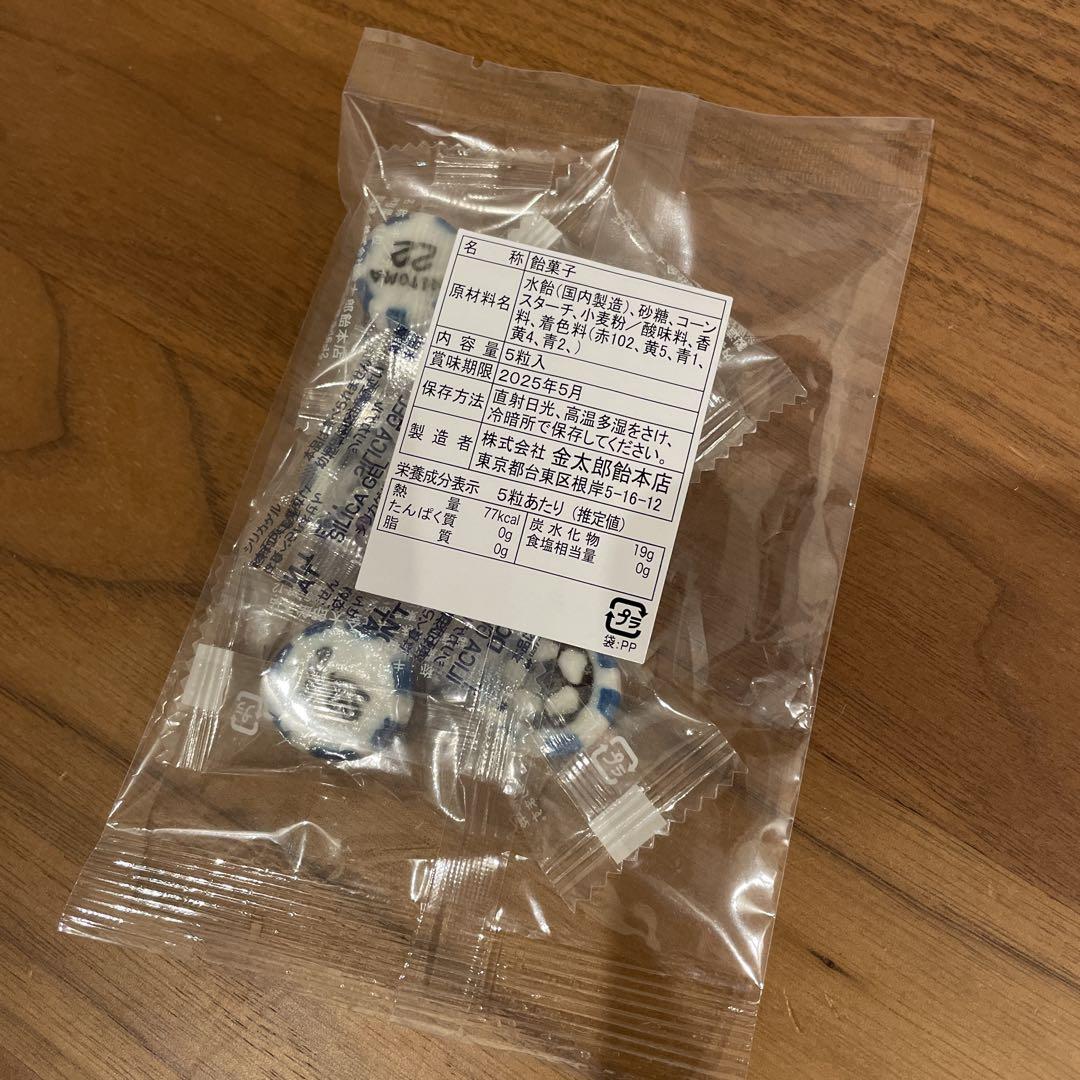 名称 飴菓子
原材料名 水飴(国内製造)、砂糖、コーン
スターチ、小麦粉/酸味料、香
料、着色料(赤102、黄5、青1、
黄4、青2、)
内容量 5粒入
賞味期限 2025年5月
保存方法 直射日光、高温多湿をさけ、
冷暗所で保存してください。
製造者 株式会社 金太郎飴本店
東京都台東区根岸5-16-12
栄養成分表示 5粒あたり(推定値)
熱量 77kcal 炭水化物 19g
たんぱく質 0g 食塩相当量 0g
脂質 0g
プラ
袋:PP
SILICA GEL
プラ
プラ